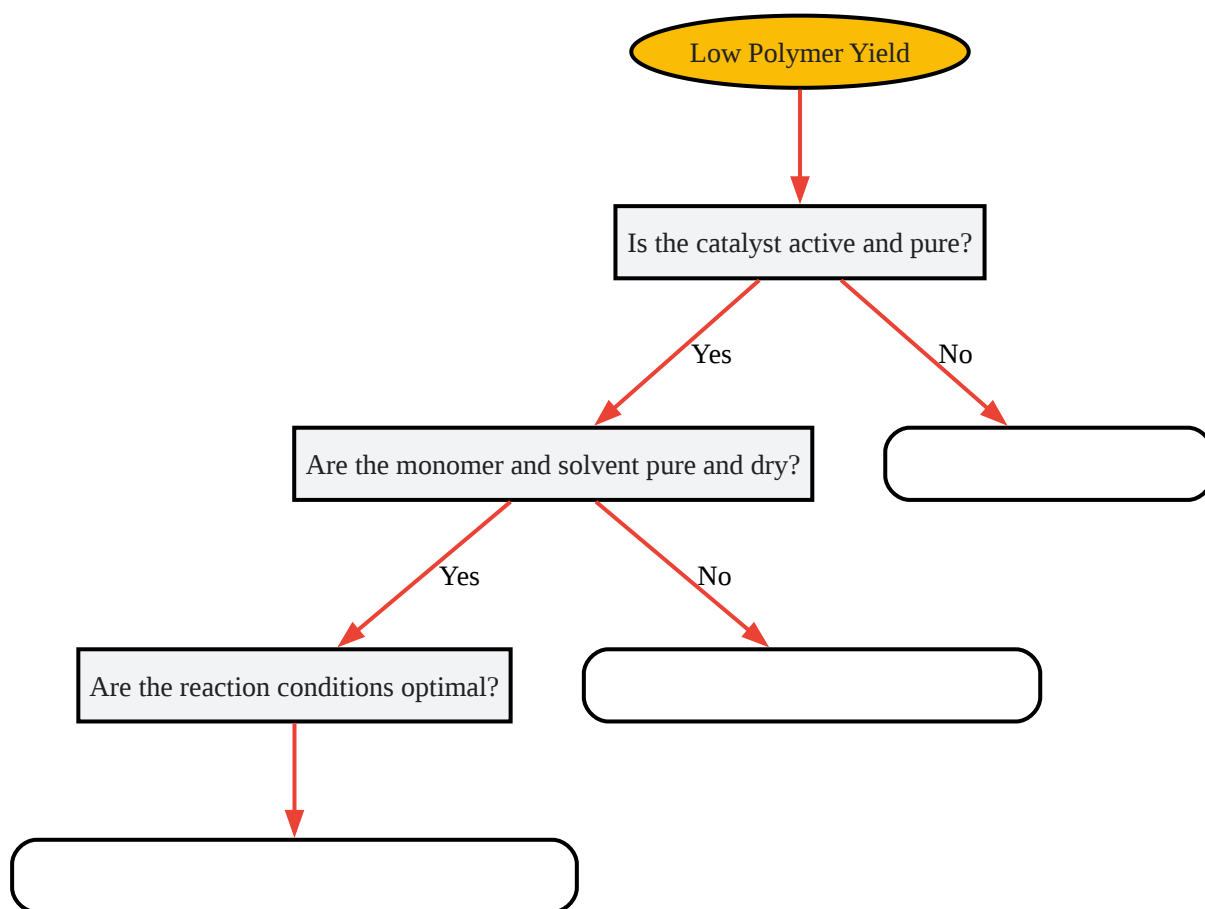 Low Polymer Yield
Is the catalyst active and pure?
Yes
No
Are the monomer and solvent pure and dry?
Yes
No
Are the reaction conditions optimal?